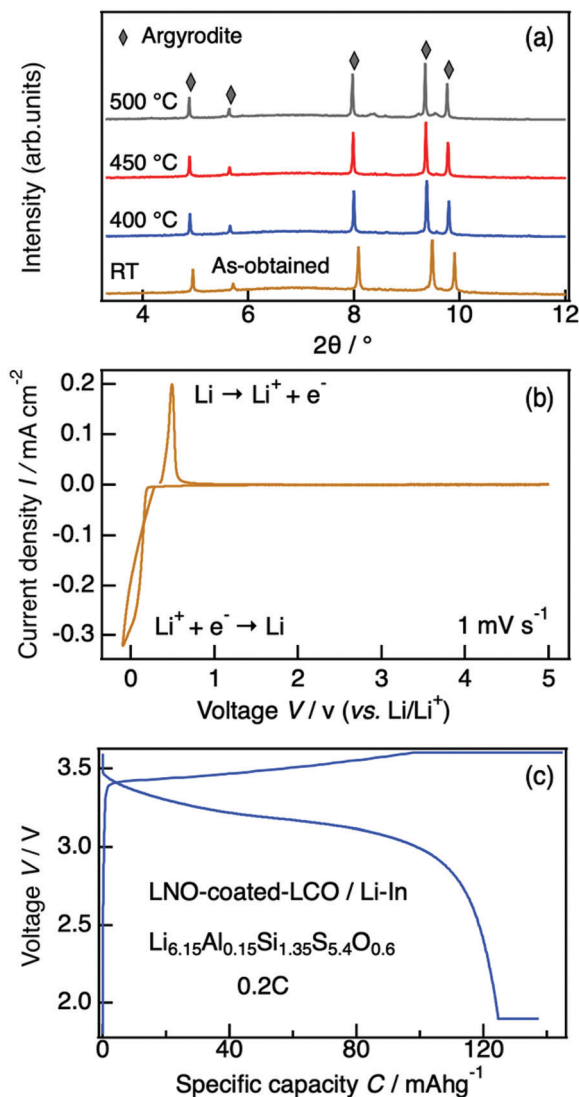 (a)
Argyrodite
500 °C
450 °C
400 °C
RT
As-obtained
Intensity (arb.units)
4 6 8 10 12
2θ / °
0.2
0.1
0.0
-0.1
-0.2
-0.3
(b)
Li → Li⁺ + e⁻
Li⁺ + e⁻ → Li
1 mV s⁻¹
Current density I / mA cm⁻²
0 1 2 3 4 5
Voltage V / v (vs. Li/Li⁺)
3.5
3.0
2.5
2.0
(c)
LNO-coated-LCO / Li-In
Li₆.₁₅Al₀.₁₅Si₁.₃₅S₅.₄O₀.₆
0.2C
Voltage V / V
0 40 80 120
Specific capacity C / mAhg⁻¹